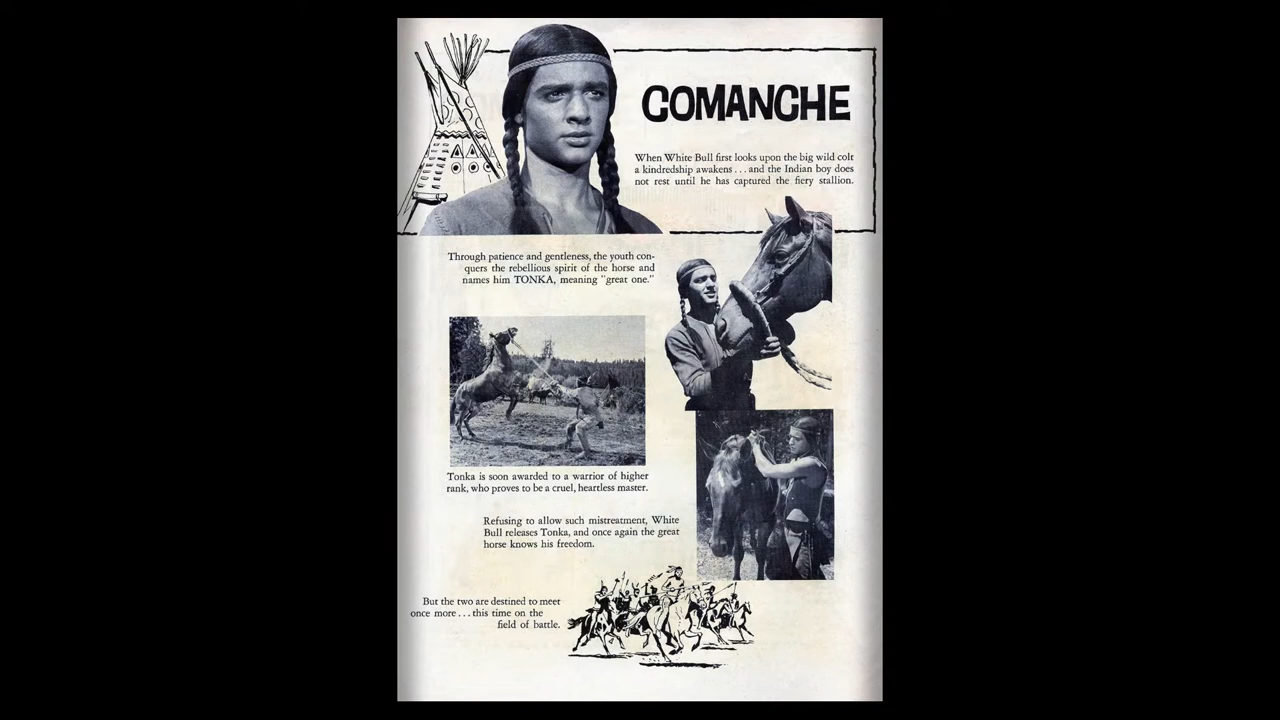 COMANCHE
When White Bull first looks upon the big wild colt
a kindredship awakens . . . and the Indian boy does
not rest until he has captured the fiery stallion.
Through patience and gentleness, the youth con-
quers the rebellious spirit of the horse and
names him TONKA, meaning "great one."
Tonka is soon awarded to a warrior of higher
rank, who proves to be a cruel, heartless master.
Refusing to allow such mistreatment, White
Bull releases Tonka, and once again the great
horse knows his freedom.
But the two are destined to meet
once more . . . this time on the
field of battle.